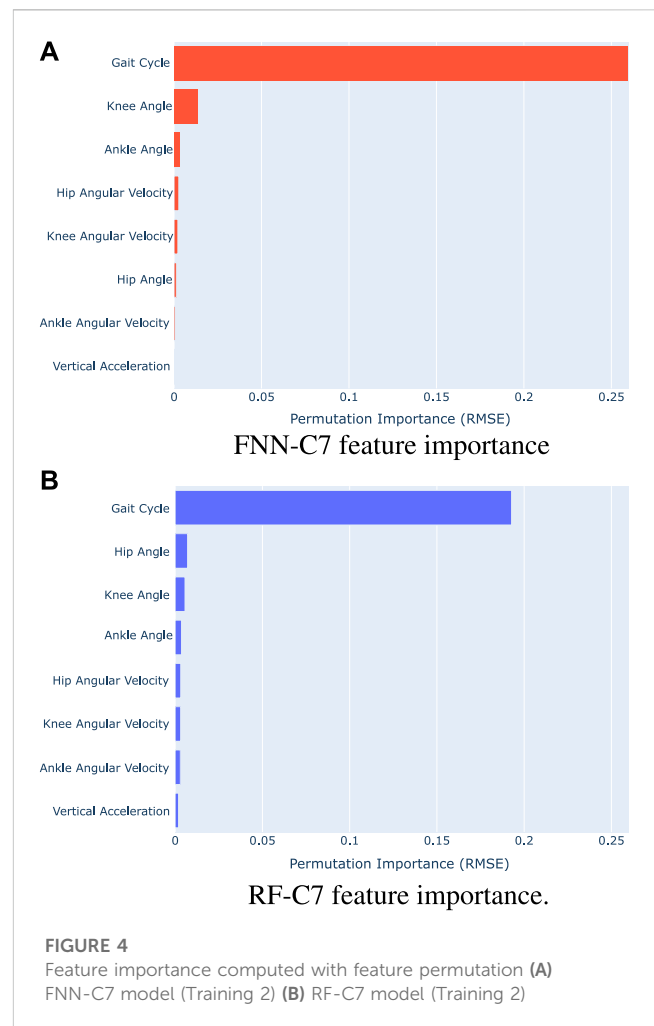 A
Gait Cycle
Knee Angle
Ankle Angle
Hip Angular Velocity
Knee Angular Velocity
Hip Angle
Ankle Angular Velocity
Vertical Acceleration
0 0.05 0.1 0.15 0.2 0.25
Permutation Importance (RMSE)
FNN-C7 feature importance
B
Gait Cycle
Hip Angle
Knee Angle
Ankle Angle
Hip Angular Velocity
Knee Angular Velocity
Ankle Angular Velocity
Vertical Acceleration
0 0.05 0.1 0.15 0.2 0.25
Permutation Importance (RMSE)
RF-C7 feature importance.
FIGURE 4
Feature importance computed with feature permutation (A)
FNN-C7 model (Training 2) (B) RF-C7 model (Training 2)